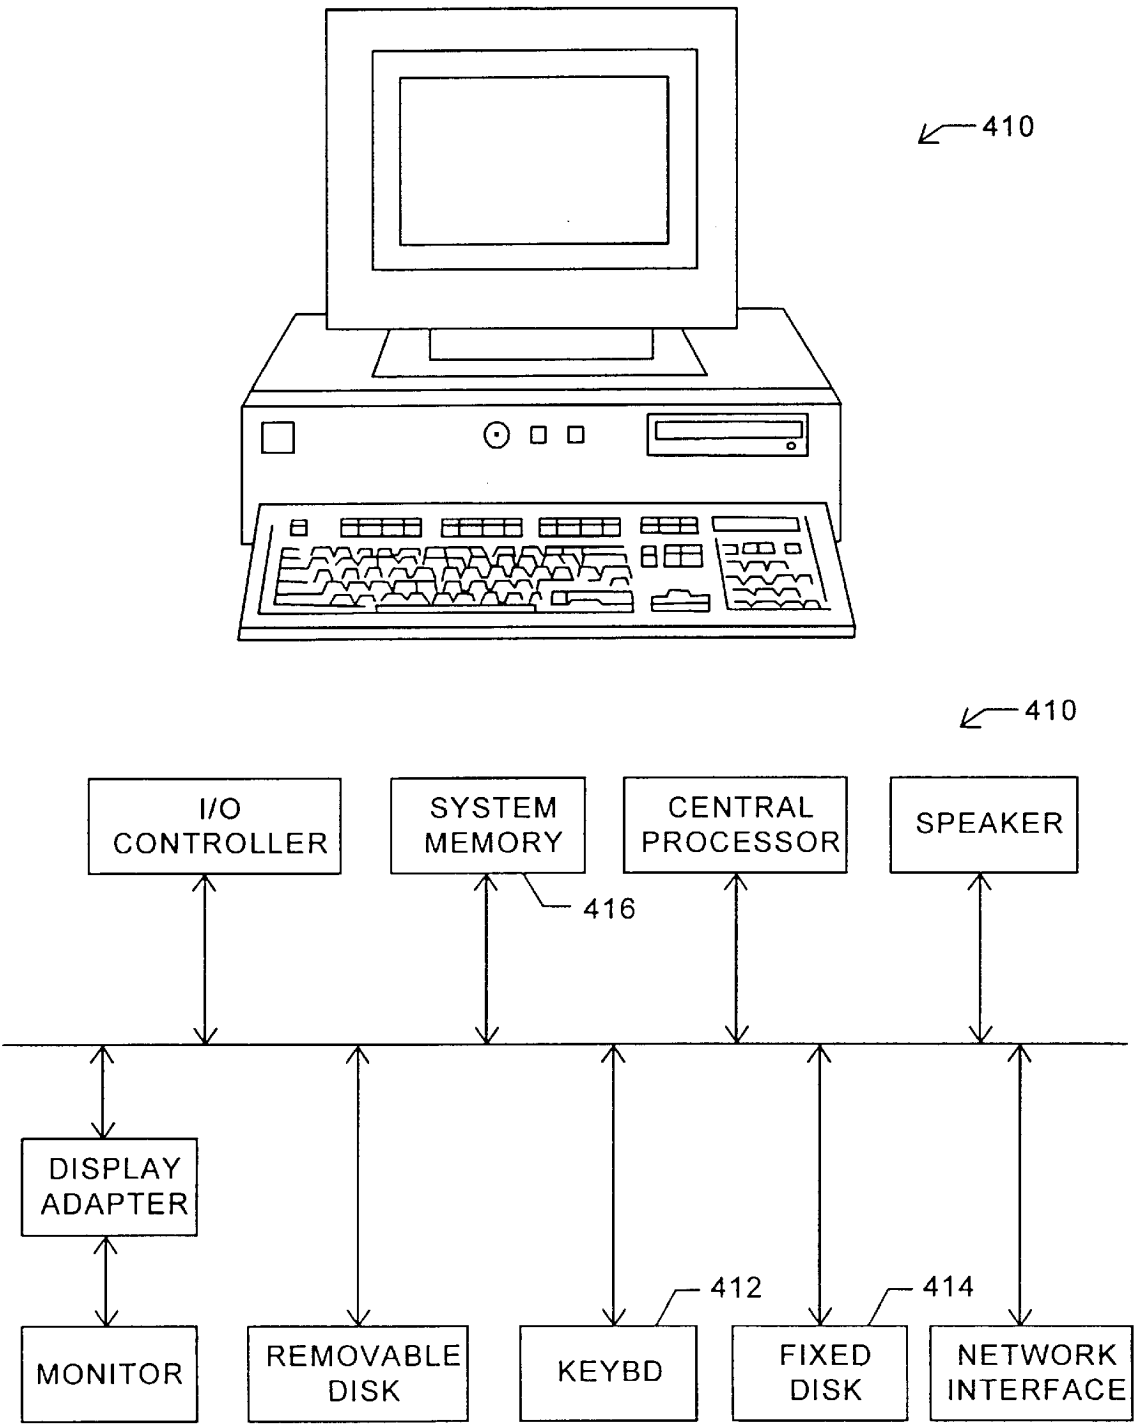 410
410
I/O
CONTROLLER
SYSTEM
MEMORY
CENTRAL
PROCESSOR
SPEAKER
416
DISPLAY
ADAPTER
412
414
MONITOR
REMOVABLE
DISK
KEYBD
FIXED
DISK
NETWORK
INTERFACE